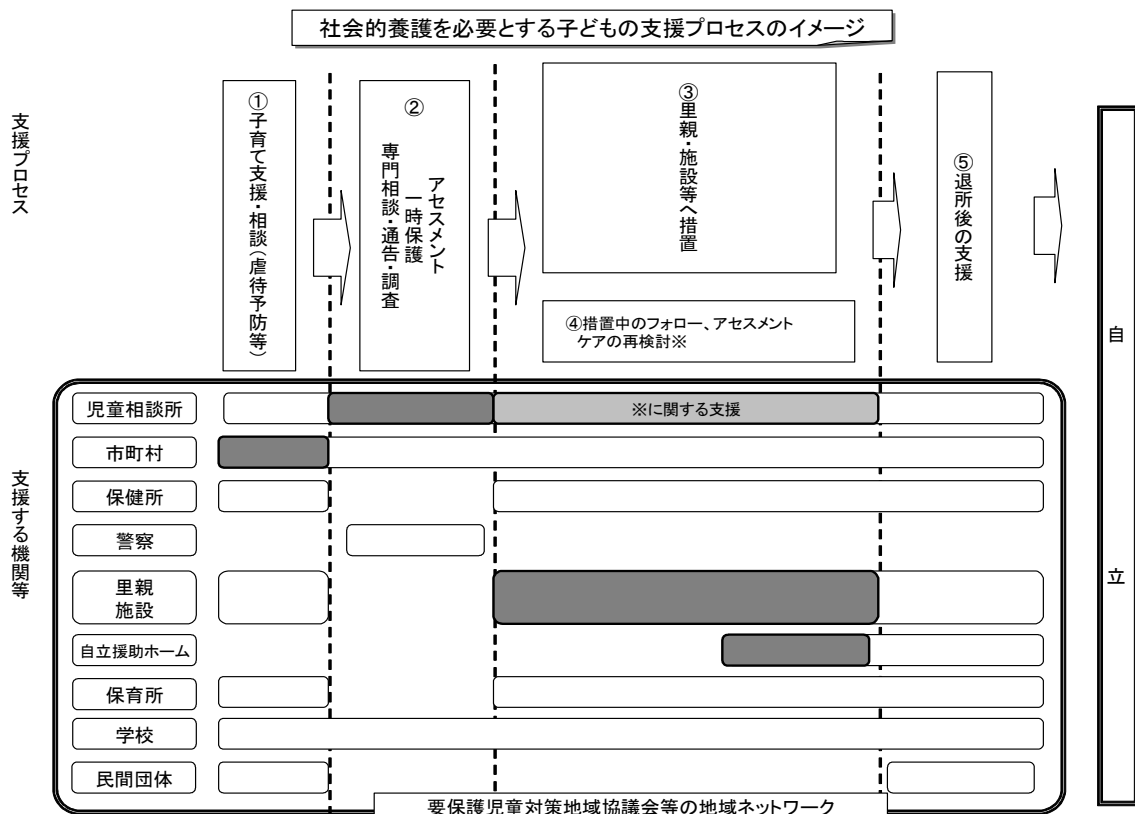 社会的養護を必要とする子どもの支援プロセスのイメージ
支援プロセス
①子育て支援・相談（虐待予防等）
②
専門相談・通告・調査
一時保護
アセスメント
③里親・施設等へ措置
④措置中のフォロー、アセスメント
ケアの再検討※
⑤退所後の支援
自立
支援する機関等
児童相談所
※に関する支援
市町村
保健所
警察
里親
施設
自立援助ホーム
保育所
学校
民間団体
要保護児童対策地域協議会等の地域ネットワーク